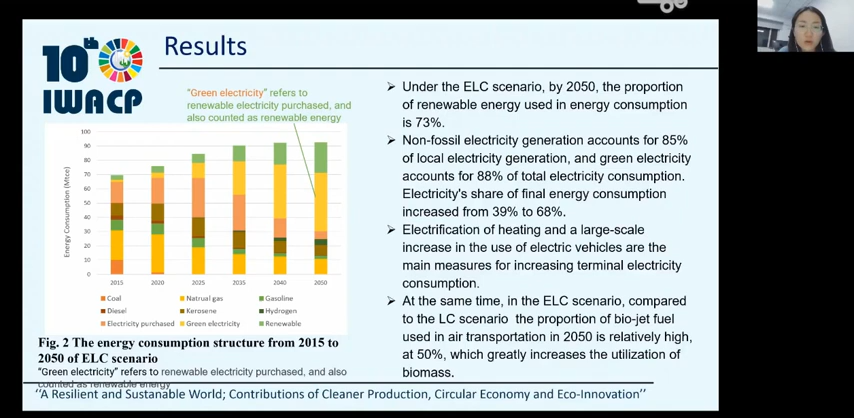 10th
IWACP
Results
"Green electricity" refers to
renewable electricity purchased, and
also counted as renewable energy
Energy Consumption (Mtce)
100
90
80
70
60
50
40
30
20
10
0
2015 2020 2025 2030 2035 2040 2050
Coal Natrual gas Gasoline
Diesel Kerosene Hydrogen
Electricity purchased Green electricity Renewable
Fig. 2 The energy consumption structure from 2015 to
2050 of ELC scenario
"Green electricity" refers to renewable electricity purchased, and also
counted as renewable energy
➢ Under the ELC scenario, by 2050, the proportion
of renewable energy used in energy consumption
is 73%.
➢ Non-fossil electricity generation accounts for 85%
of local electricity generation, and green electricity
accounts for 88% of total electricity consumption.
Electricity's share of final energy consumption
increased from 39% to 68%.
➢ Electrification of heating and a large-scale
increase in the use of electric vehicles are the
main measures for increasing terminal electricity
consumption.
➢ At the same time, in the ELC scenario, compared
to the LC scenario the proportion of bio-jet fuel
used in air transportation in 2050 is relatively high,
at 50%, which greatly increases the utilization of
biomass.
"A Resilient and Sustanable World; Contributions of Cleaner Production, Circular Economy and Eco-Innovation"